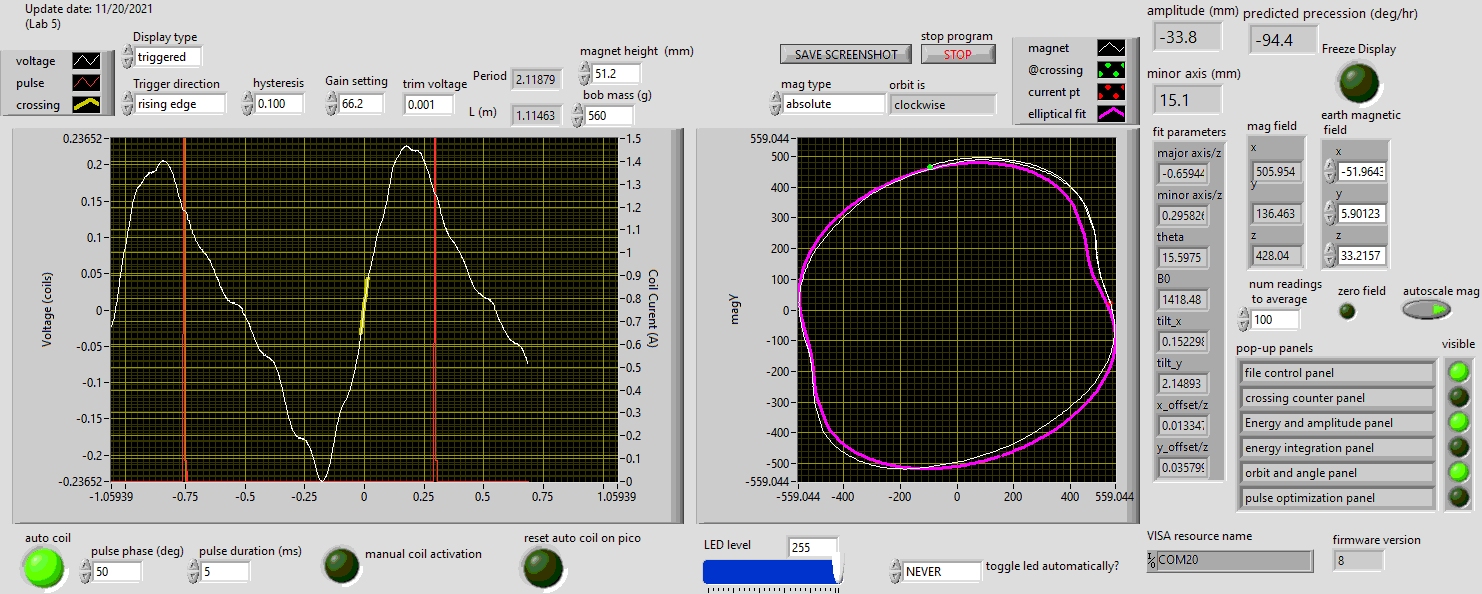 Update date: 11/20/2021
(Lab 5)
voltage
pulse
crossing
Display type
triggered
Trigger direction
rising edge
hysteresis
0.100
Gain setting
66.2
trim voltage
0.001
Period
2.11879
L (m)
1.11463
magnet height (mm)
51.2
bob mass (g)
560
SAVE SCREENSHOT
stop program
STOP
mag type
absolute
orbit is
clockwise
magnet
@crossing
current pt
elliptical fit
amplitude (mm)
-33.8
predicted precession (deg/hr)
-94.4
minor axis (mm)
15.1
Freeze Display
Voltage (coils)
0.23652
0.2
0.15
0.1
0.05
0
-0.05
-0.1
-0.15
-0.2
-0.23652
-1.05939
-0.75
-0.5
-0.25
0
0.25
0.5
0.75
1.05939
1.5
1.4
1.3
1.2
1.1
1
0.9
0.8
0.7
0.6
0.5
0.4
0.3
0.2
0.1
0
Coil Curent (A)
magy
559.044
500
400
300
200
100
0
-100
-200
-300
-400
-500
-559.044
-559.044
-400
-200
0
200
400
559.044
fit parameters
major axis/z
-0.65944
minor axis/z
0.295826
theta
15.5975
B0
1418.48
tilt_x
0.152298
tilt_y
2.14893
x_offset/z
0.013347
y_offset/z
0.035799
mag field
x
505.954
y
136.463
z
428.04
earth magnetic
field
x
-51.9643
y
5.90123
z
33.2157
num readings
to average
100
zero field
autoscale mag
pop-up panels
visible
file control panel
crossing counter panel
Energy and amplitude panel
energy integration panel
orbit and angle panel
pulse optimization panel
auto coil
pulse phase (deg)
50
pulse duration (ms)
5
manual coil activation
reset auto coil on pico
LED level
255
NEVER
toggle led automatically?
VISA resource name
I/O COM20
firmware version
8